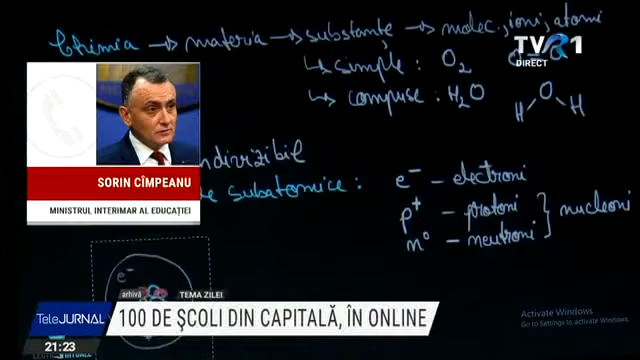 Chimia → materia → substanțe → molec., ioni, atomi
TVR1
DIRECT
↳ simple : O₂
↳ compuse : H₂O
H O H
SORIN CÎMPEANU
MINISTRUL INTERIMAR AL EDUCAȚIEI
indivizibil
subatomice : e⁻ – electroni
p⁺ – protoni } nucleoni
n⁰ – neutroni
e⁻
arhivă
TEMA ZILEI
TeleJURNAL
100 DE ŞCOLI DIN CAPITALĂ, ÎN ONLINE
21:23
Activate Windows
Go to Settings to activate Windows.